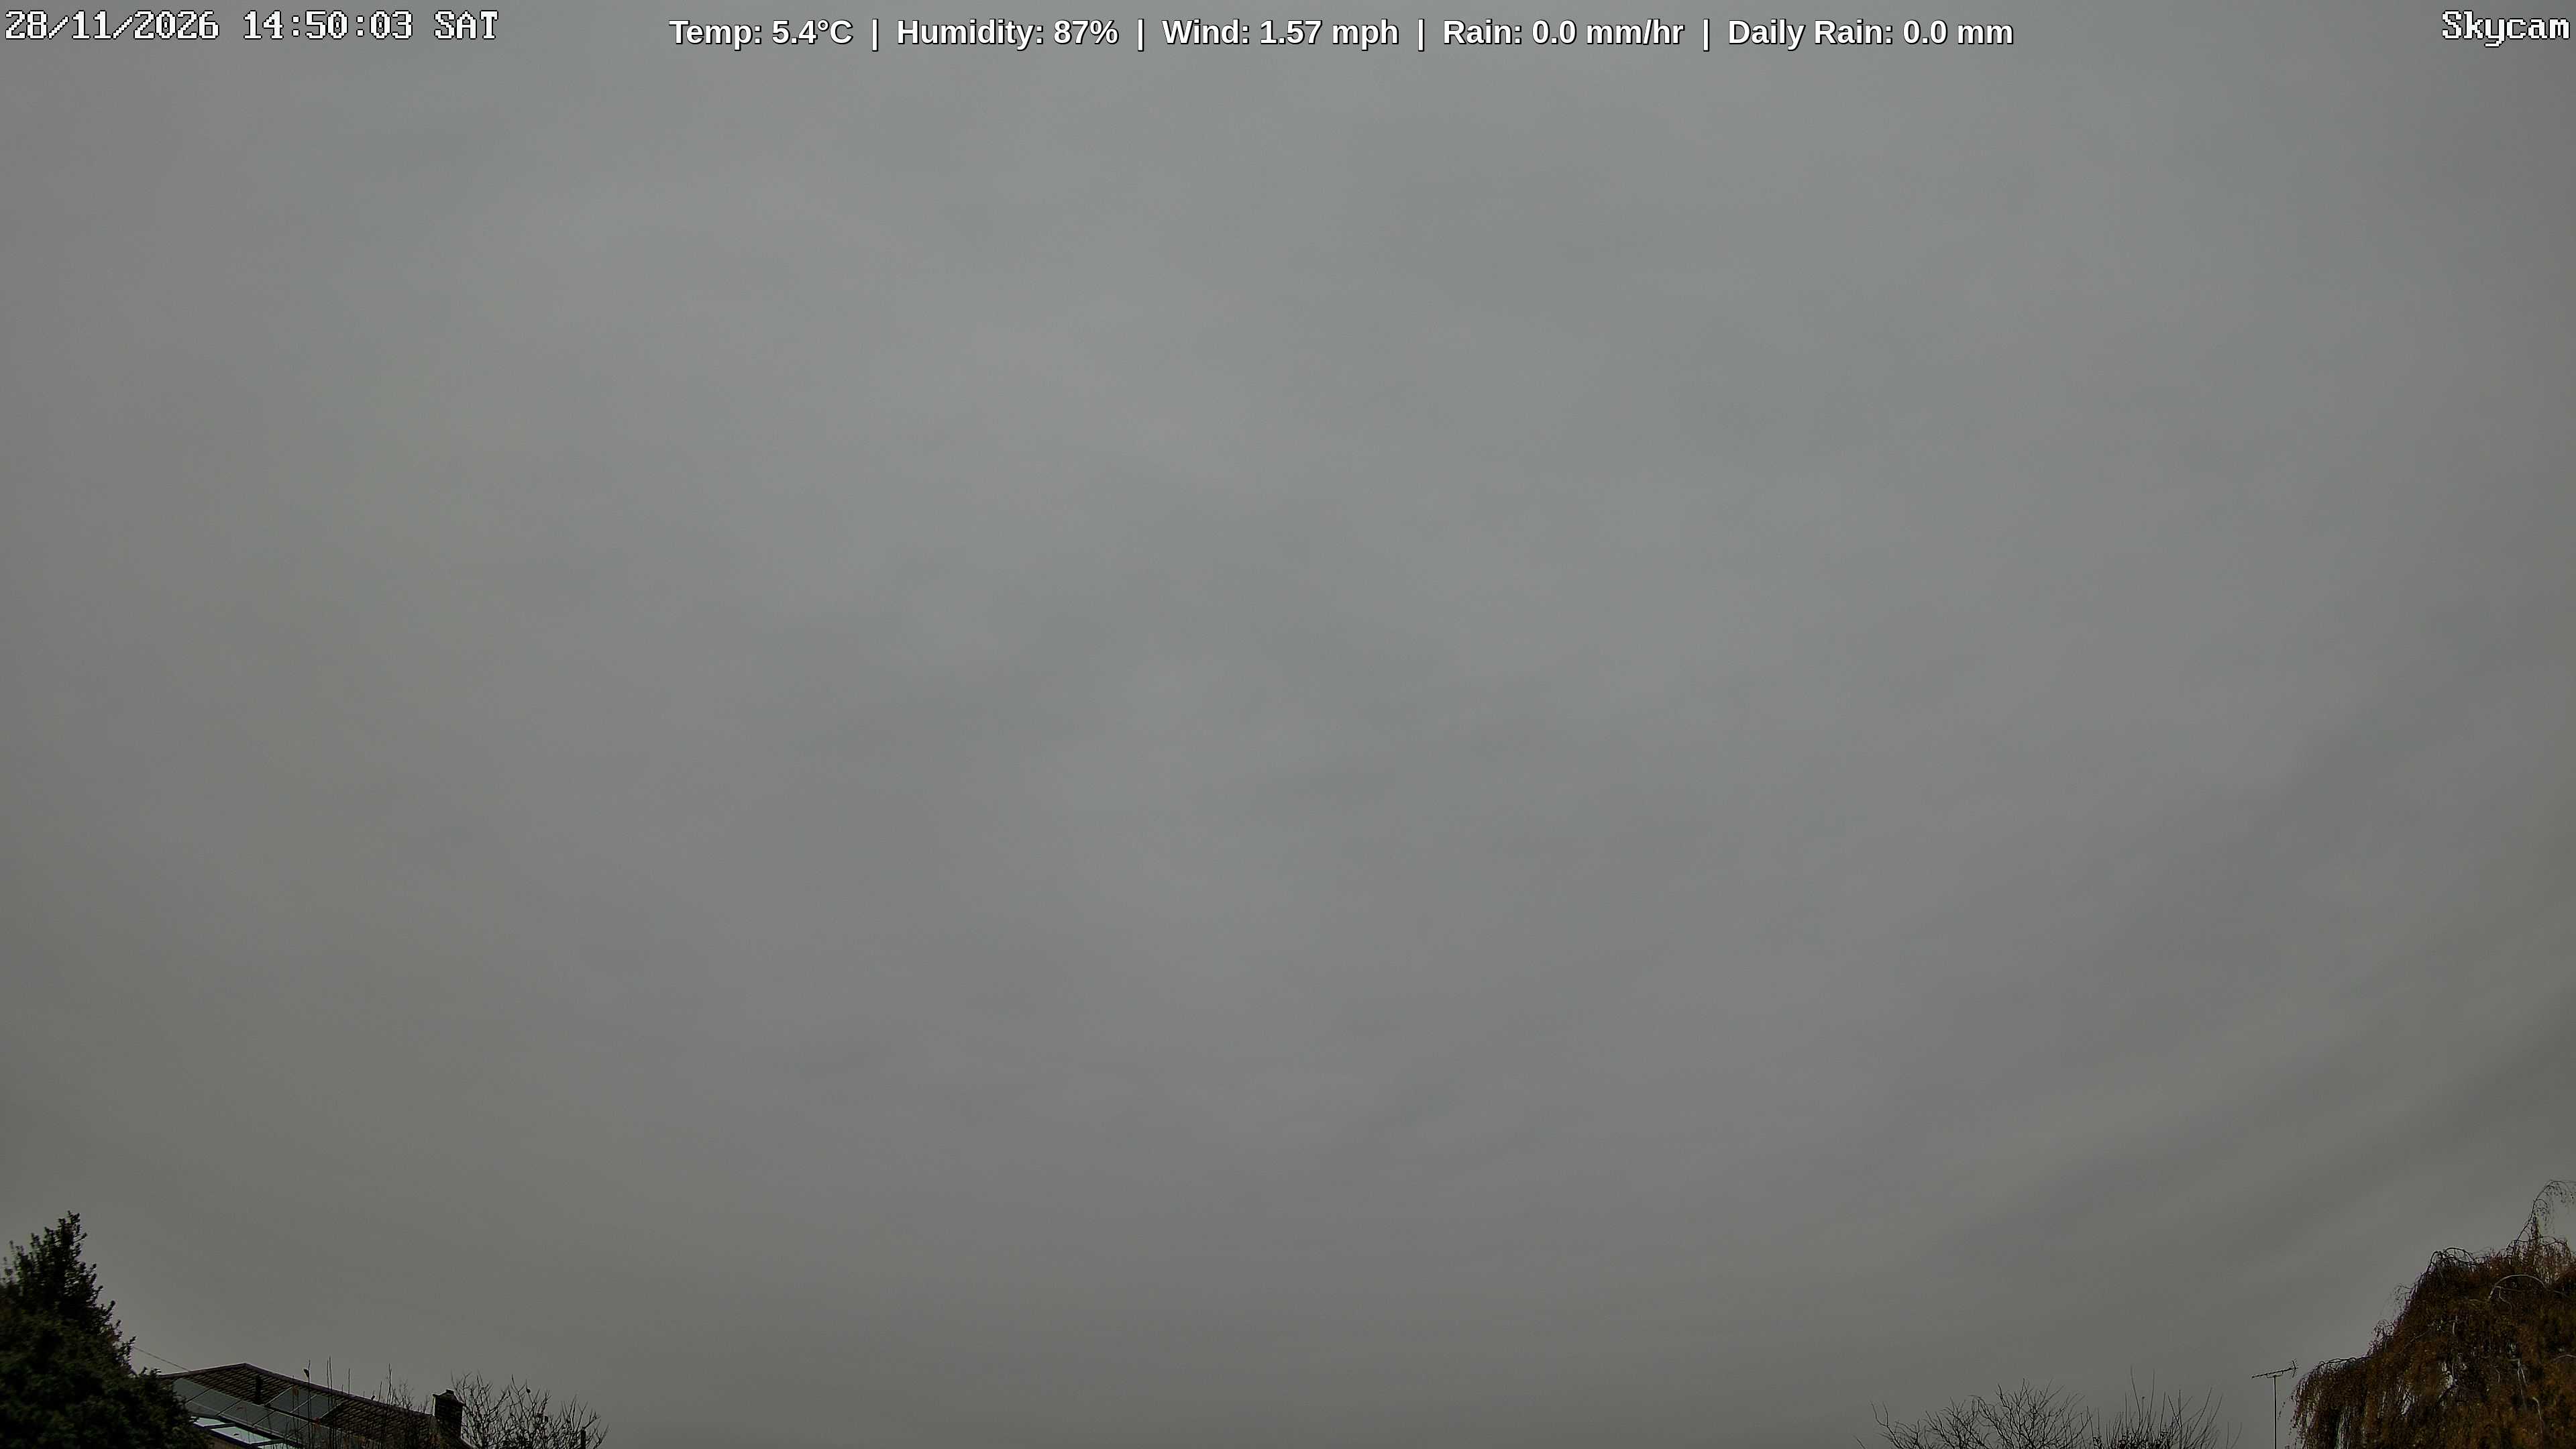 28/11/2026 14:50:03 SAT
Temp: 5.4°C | Humidity: 87% | Wind: 1.57 mph | Rain: 0.0 mm/hr | Daily Rain: 0.0 mm
Skycam